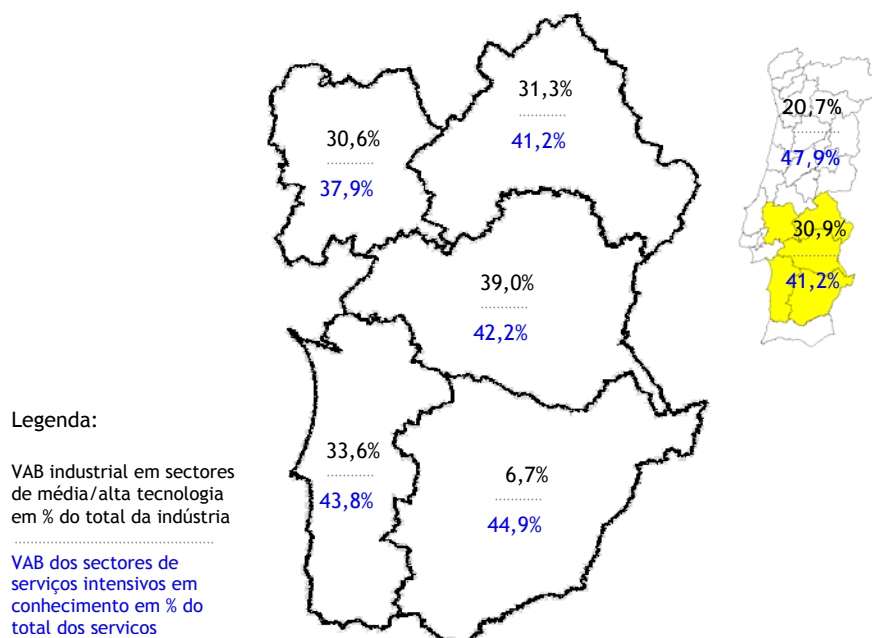 31,3%
41,2%
30,6%
37,9%
20,7%
47,9%
30,9%
41,2%
39,0%
42,2%
33,6%
43,8%
6,7%
44,9%
Legenda:
VAB industrial em sectores
de média/alta tecnologia
em % do total da indústria
VAB dos sectores de
serviços intensivos em
conhecimento em % do
total dos serviços